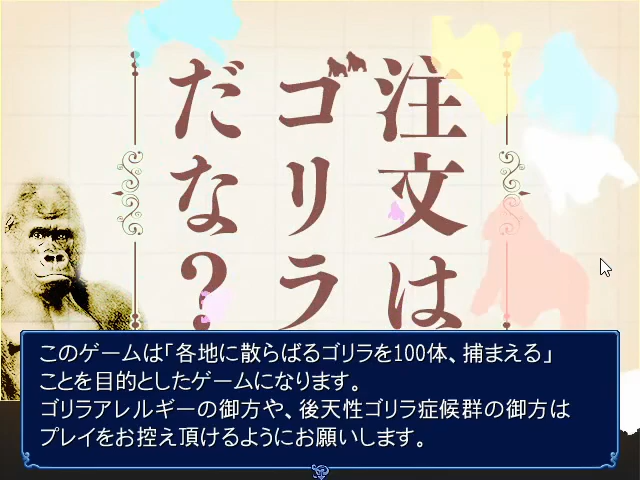 注文は
ゴリラ
だな?
このゲームは「各地に散らばるゴリラを100体、捕まえる」
ことを目的としたゲームになります。
ゴリラアレルギーの御方や、後天性ゴリラ症候群の御方は
プレイをお控え頂けるようにお願いします。